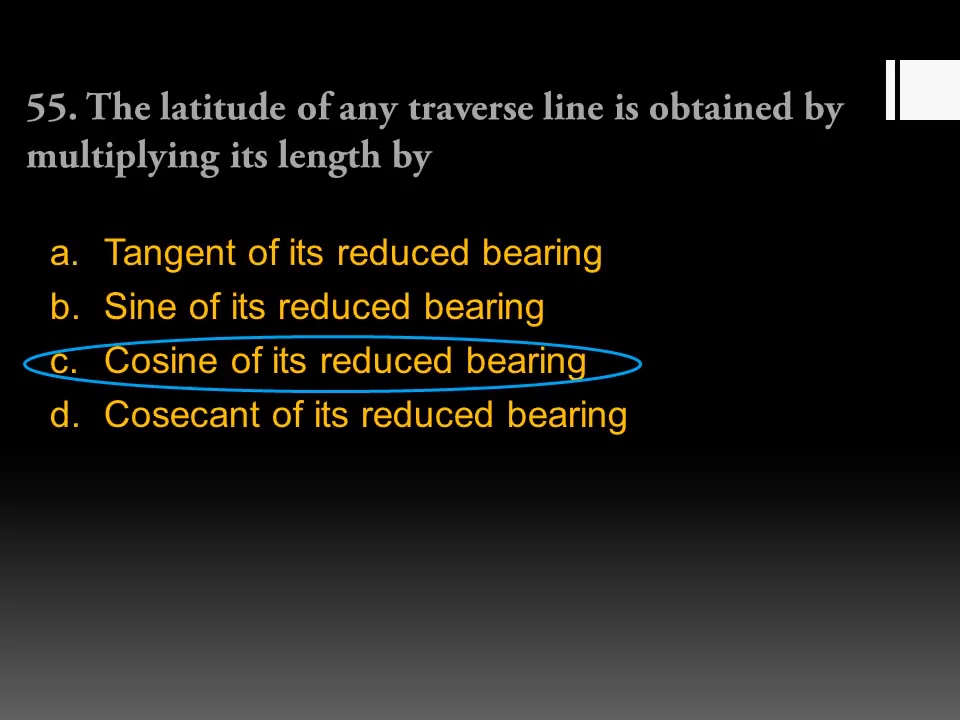 55. The latitude of any traverse line is obtained by
multiplying its length by
a. Tangent of its reduced bearing
b. Sine of its reduced bearing
c. Cosine of its reduced bearing
d. Cosecant of its reduced bearing